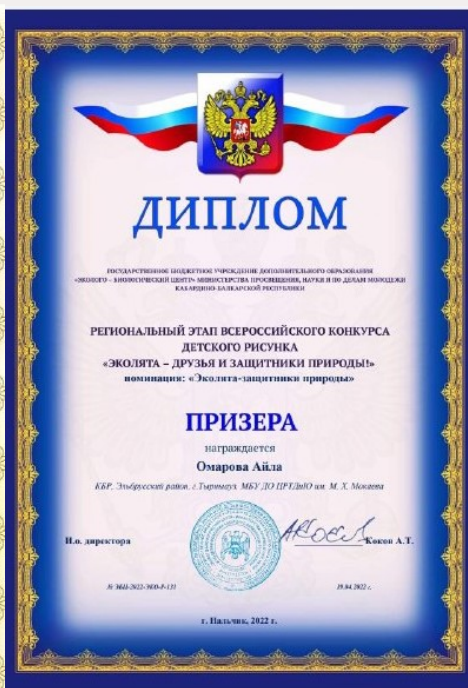 ДИПЛОМ
ГОСУДАРСТВЕННОЕ БЮДЖЕТНОЕ УЧРЕЖДЕНИЕ ДОПОЛНИТЕЛЬНОГО ОБРАЗОВАНИЯ
«ЭКОЛОГО – БИОЛОГИЧЕСКИЙ ЦЕНТР» МИНИСТЕРСТВА ПРОСВЕЩЕНИЯ, НАУКИ И ПО ДЕЛАМ МОЛОДЕЖИ
КАБАРДИНО-БАЛКАРСКОЙ РЕСПУБЛИКИ
РЕГИОНАЛЬНЫЙ ЭТАП ВСЕРОССИЙСКОГО КОНКУРСА
ДЕТСКОГО РИСУНКА
«ЭКОЛЯТА – ДРУЗЬЯ И ЗАЩИТНИКИ ПРИРОДЫ!»
номинация: «Эколята-защитники природы»
ПРИЗЕРА
награждается
Омарова Айла
КБР, Эльбрусский район, г.Тырныауз, МБУ ДО ЦРТДиЮ им. М. Х. Мокаева
И.о. директора
Коков А.Т.
19.04.2022 г.
г. Нальчик, 2022 г.